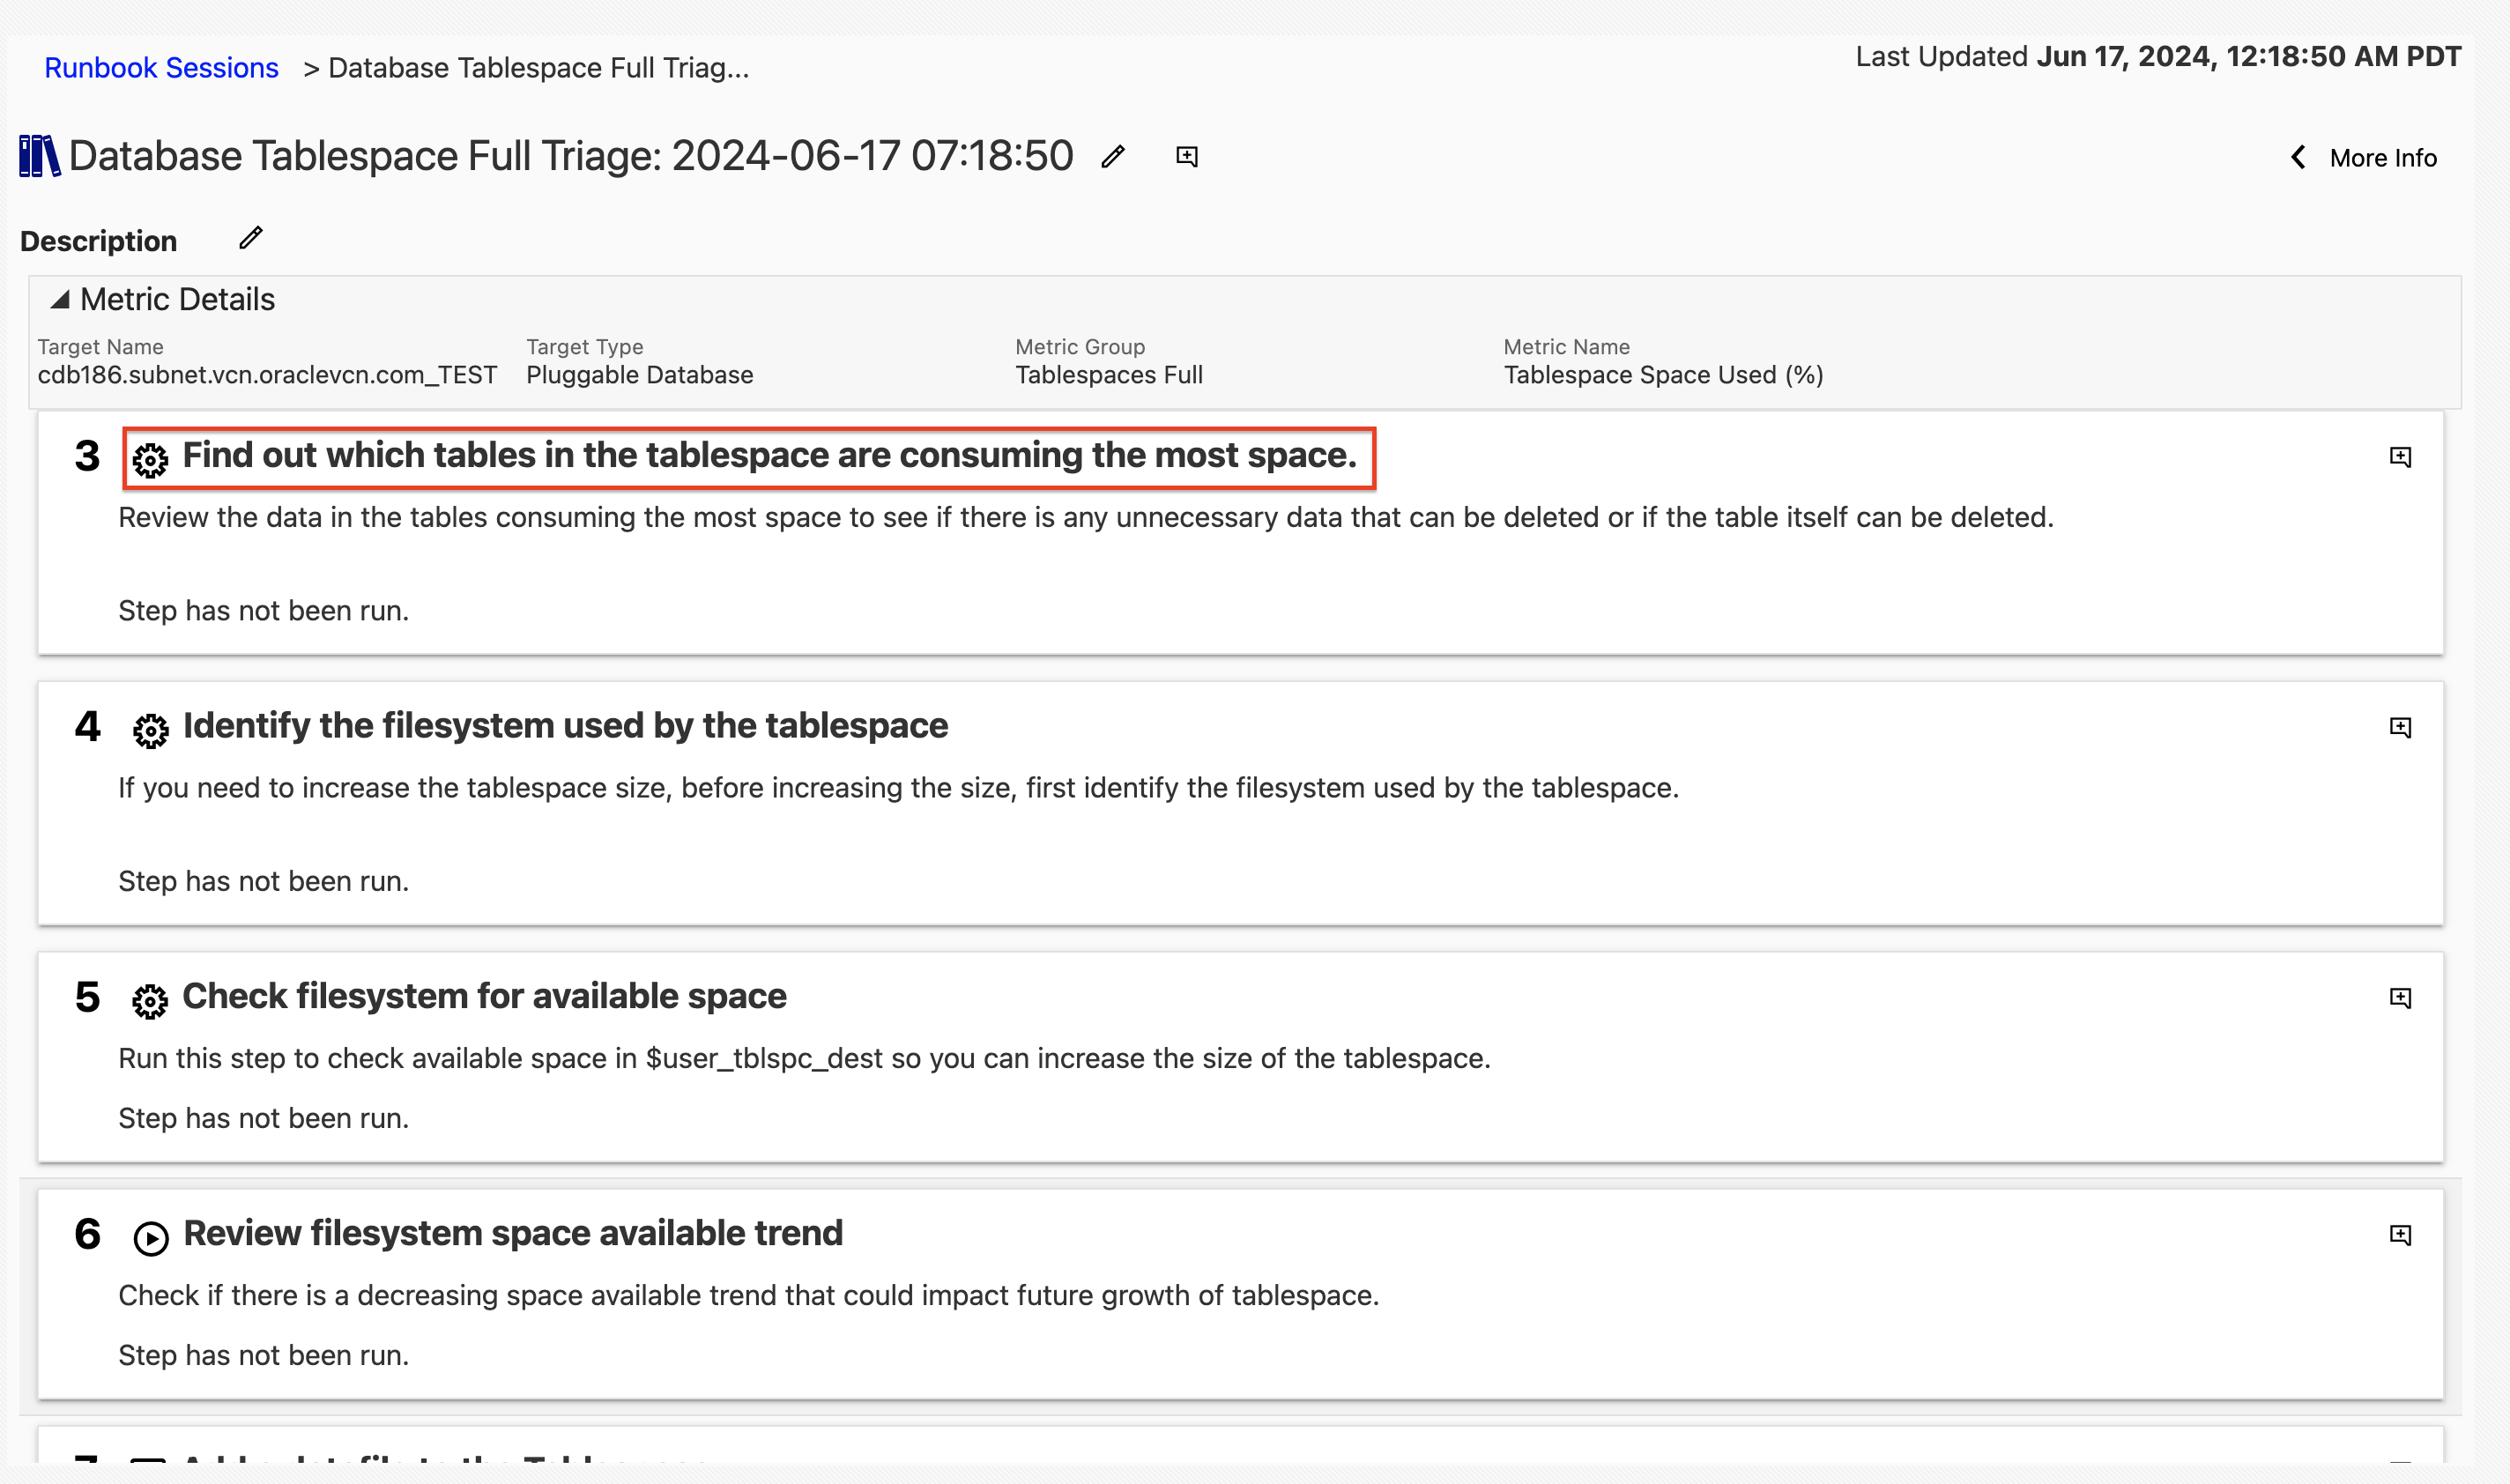 Runbook Sessions > Database Tablespace Full Triag...
Last Updated Jun 17, 2024, 12:18:50 AM PDT
Database Tablespace Full Triage: 2024-06-17 07:18:50
More Info
Description
Metric Details
Target Name Target Type Metric Group Metric Name
cdb186.subnet.vcn.oraclevcn.com_TEST Pluggable Database Tablespaces Full Tablespace Space Used (%)
3 Find out which tables in the tablespace are consuming the most space.
Review the data in the tables consuming the most space to see if there is any unnecessary data that can be deleted or if the table itself can be deleted.
Step has not been run.
4 Identify the filesystem used by the tablespace
If you need to increase the tablespace size, before increasing the size, first identify the filesystem used by the tablespace.
Step has not been run.
5 Check filesystem for available space
Run this step to check available space in $user_tblspc_dest so you can increase the size of the tablespace.
Step has not been run.
6 Review filesystem space available trend
Check if there is a decreasing space available trend that could impact future growth of tablespace.
Step has not been run.